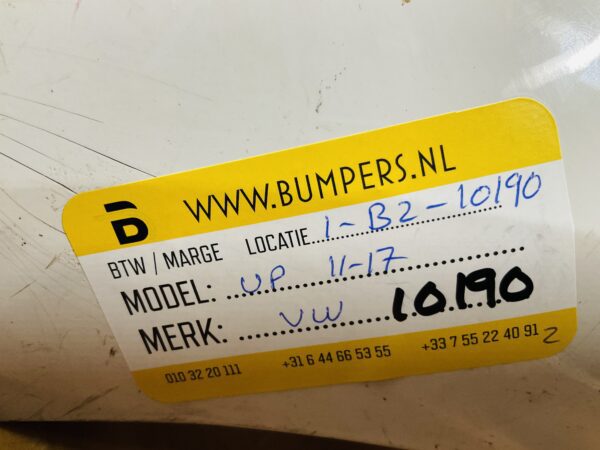 WWW.BUMPERS.NL
BTW / MARGE LOCATIE 1-B2-10190
MODEL: UP 11-17
MERK: VW 10190
010 32 20 111 +31 6 44 66 53 55 +33 7 55 22 40 91 2